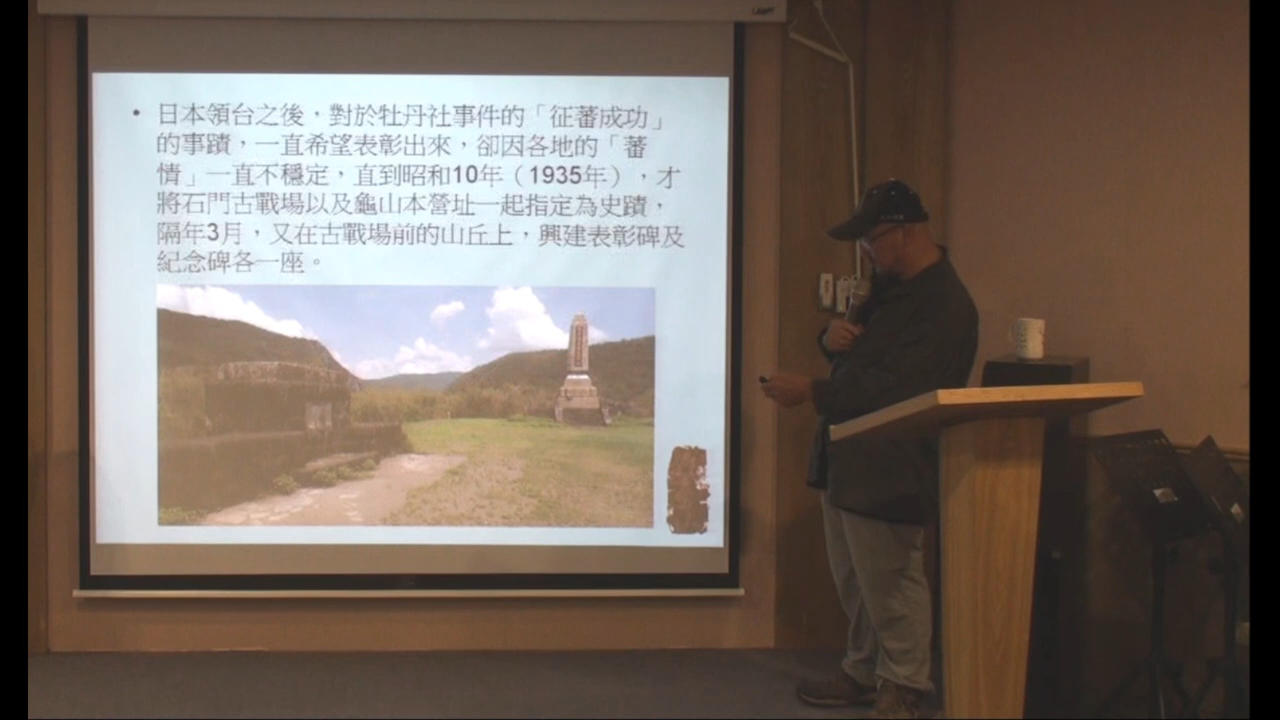 • 日本領台之後，對於牡丹社事件的「征蕃成功」
的事蹟，一直希望表彰出來，卻因各地的「蕃
情」一直不穩定，直到昭和10年（1935年），才
將石門古戰場以及龜山本營址一起指定為史蹟，
隔年3月，又在古戰場前的山丘上，興建表彰碑及
紀念碑各一座。